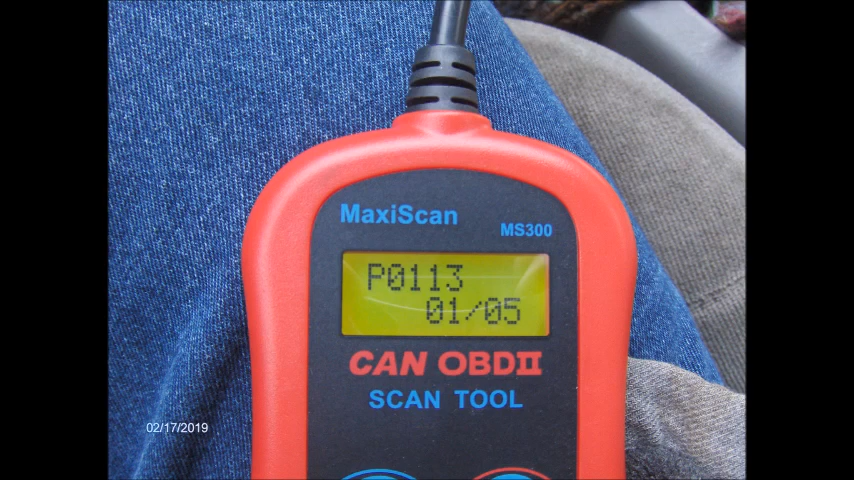 MaxiScan
MS300
P0113
01/05
CAN OBDII
SCAN TOOL
02/17/2019